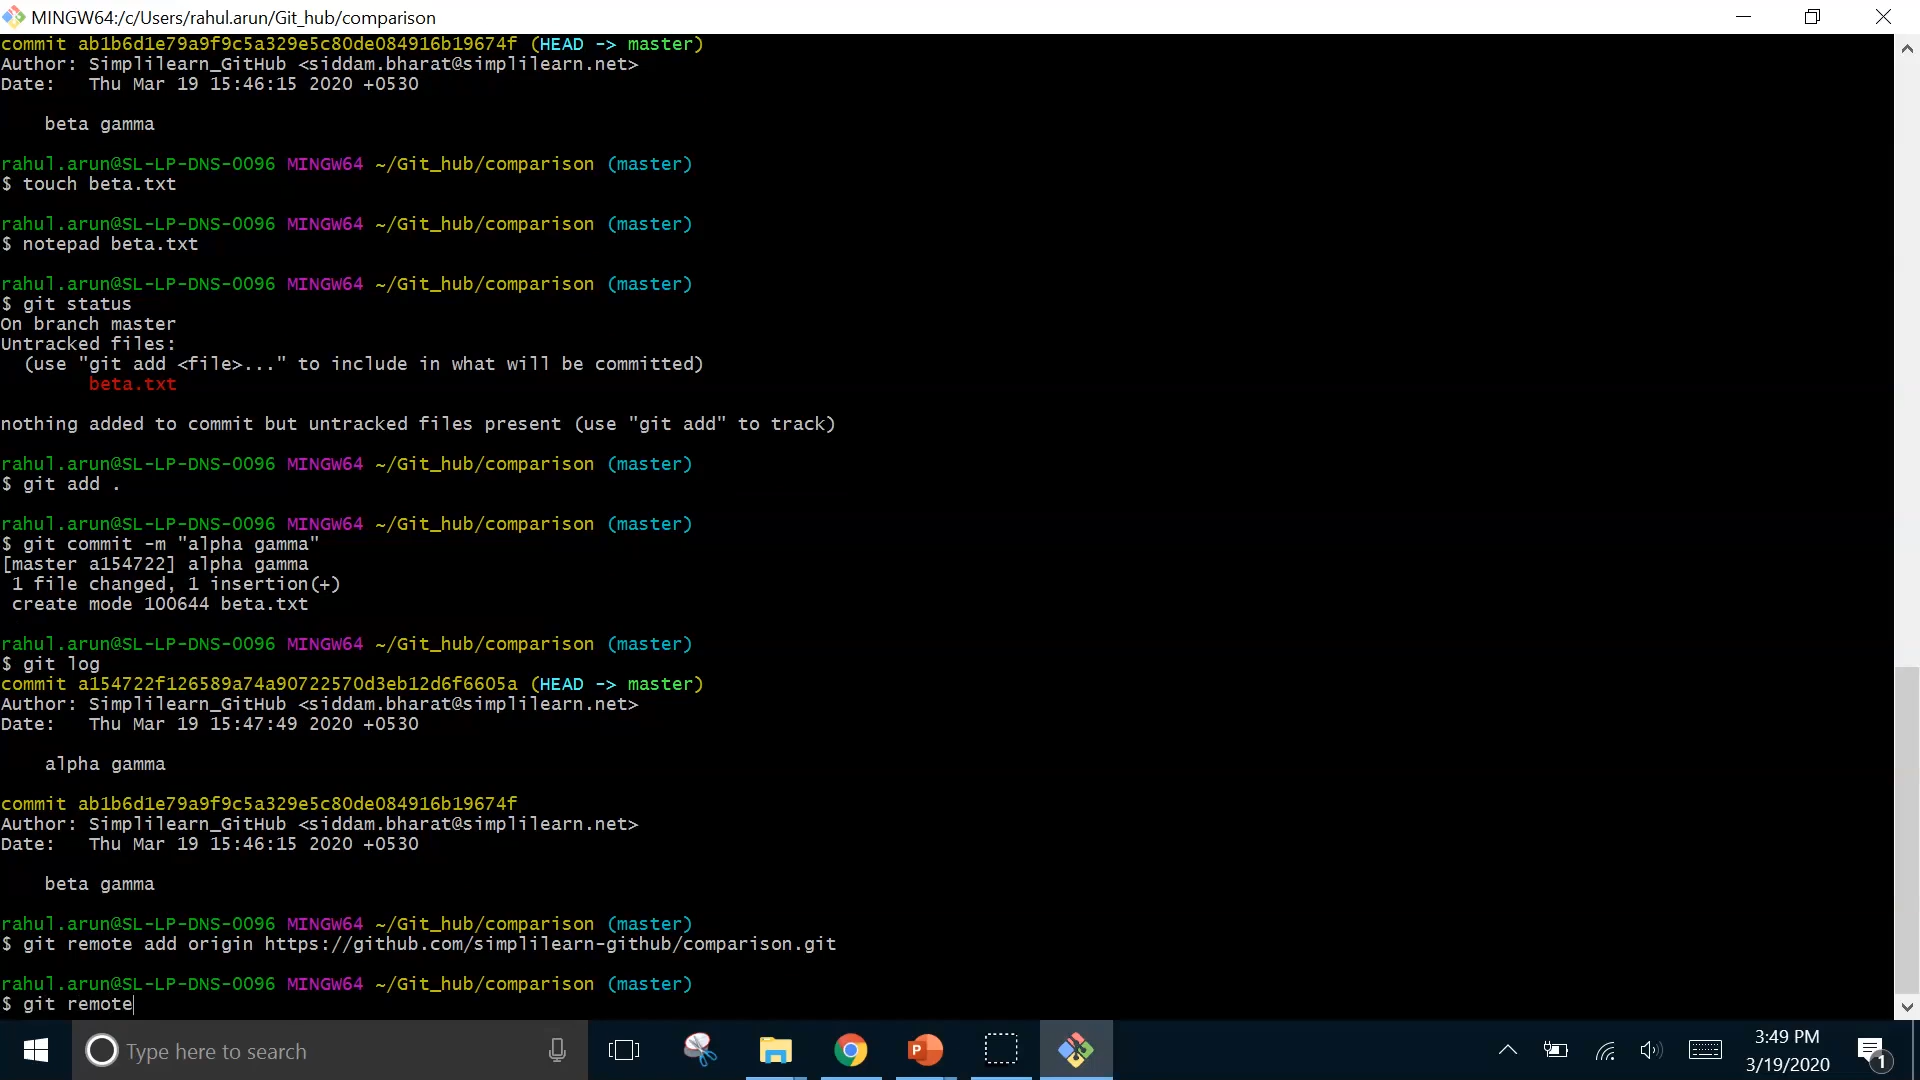 MINGW64:/c/Users/rahul.arun/Git_hub/comparison
commit ab1b6d1e79a9f9c5a329e5c80de084916b19674f (HEAD -> master)
Author: Simplilearn_GitHub <siddam.bharat@simplilearn.net>
Date:   Thu Mar 19 15:46:15 2020 +0530
beta gamma
rahul.arun@SL-LP-DNS-0096 MINGW64 ~/Git_hub/comparison (master)
$ touch beta.txt
rahul.arun@SL-LP-DNS-0096 MINGW64 ~/Git_hub/comparison (master)
$ notepad beta.txt
rahul.arun@SL-LP-DNS-0096 MINGW64 ~/Git_hub/comparison (master)
$ git status
On branch master
Untracked files:
(use "git add <file>..." to include in what will be committed)
beta.txt
nothing added to commit but untracked files present (use "git add" to track)
rahul.arun@SL-LP-DNS-0096 MINGW64 ~/Git_hub/comparison (master)
$ git add .
rahul.arun@SL-LP-DNS-0096 MINGW64 ~/Git_hub/comparison (master)
$ git commit -m "alpha gamma"
[master a154722] alpha gamma
1 file changed, 1 insertion(+)
create mode 100644 beta.txt
rahul.arun@SL-LP-DNS-0096 MINGW64 ~/Git_hub/comparison (master)
$ git log
commit a154722f126589a74a90722570d3eb12d6f6605a (HEAD -> master)
Author: Simplilearn_GitHub <siddam.bharat@simplilearn.net>
Date:   Thu Mar 19 15:47:49 2020 +0530
alpha gamma
commit ab1b6d1e79a9f9c5a329e5c80de084916b19674f
Author: Simplilearn_GitHub <siddam.bharat@simplilearn.net>
Date:   Thu Mar 19 15:46:15 2020 +0530
beta gamma
rahul.arun@SL-LP-DNS-0096 MINGW64 ~/Git_hub/comparison (master)
$ git remote add origin https://github.com/simplilearn-github/comparison.git
rahul.arun@SL-LP-DNS-0096 MINGW64 ~/Git_hub/comparison (master)
$ git remote
Type here to search
P
3:49 PM
3/19/2020
1